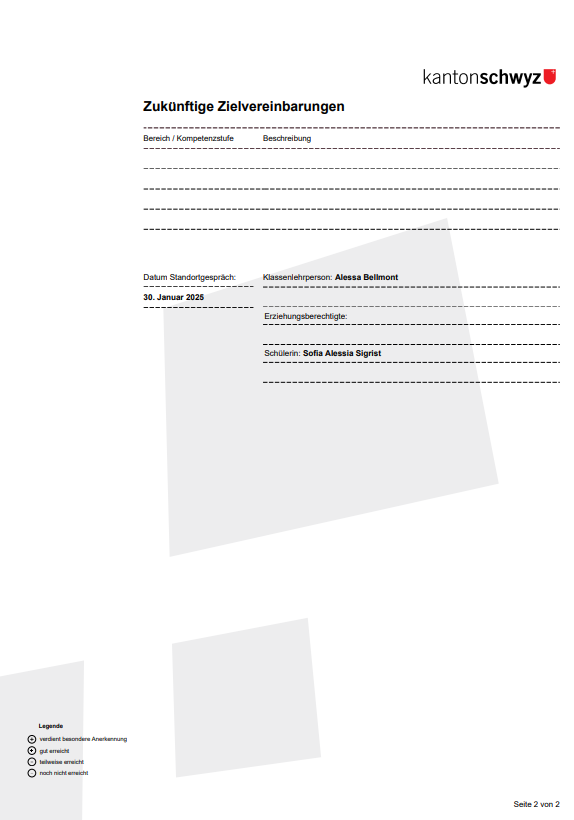 kantonschwyz
Zukünftige Zielvereinbarungen
Bereich / Kompetenzstufe Beschreibung
Datum Standortgespräch: Klassenlehrperson: Alessa Bellmont
30. Januar 2025
Erziehungsberechtigte:
Schülerin: Sofia Alessia Sigrist
Legende
verdient besondere Anerkennung
gut erreicht
teilweise erreicht
noch nicht erreicht
Seite 2 von 2